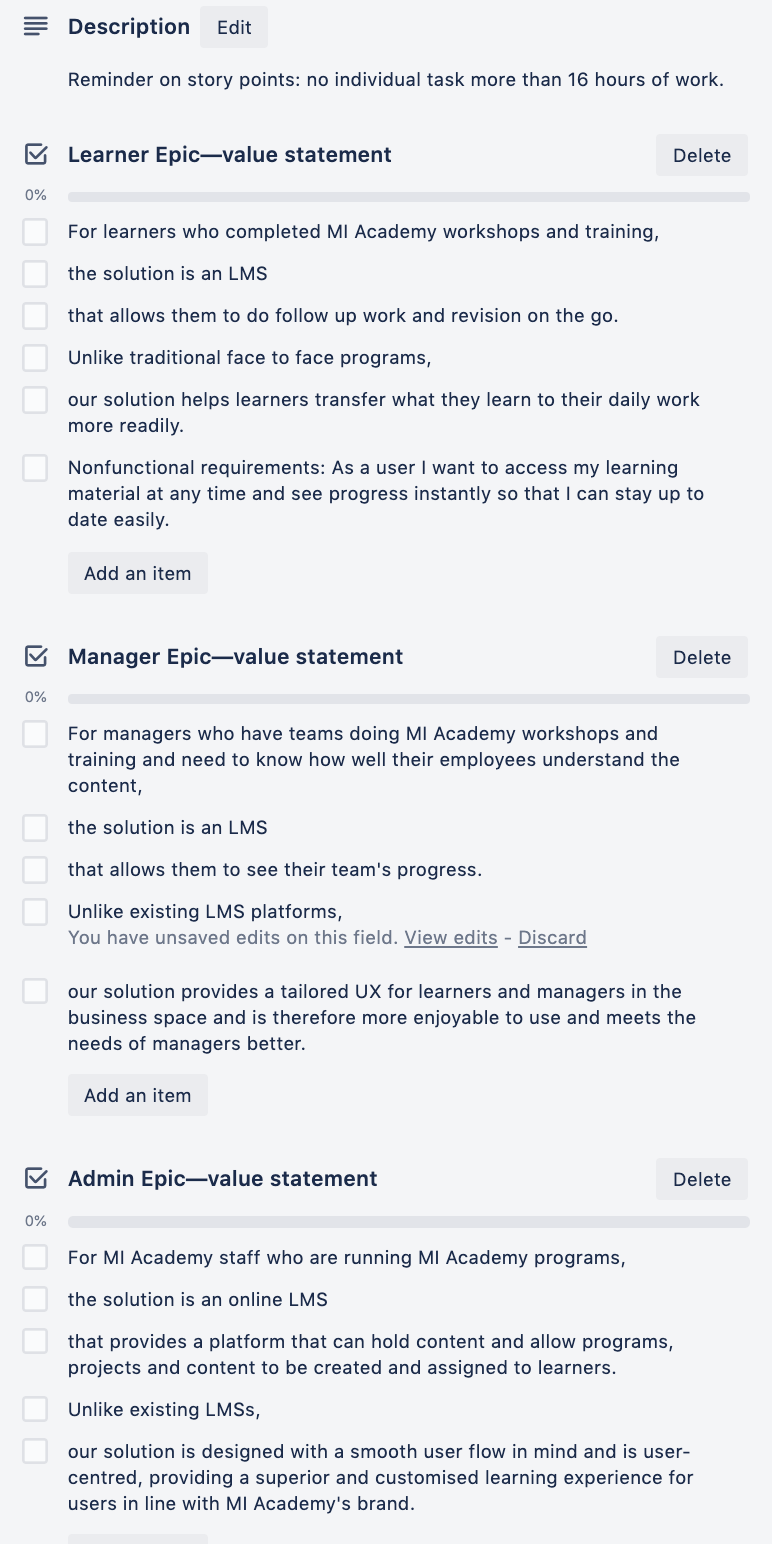 Description
Edit
Reminder on story points: no individual task more than 16 hours of work.
Learner Epic—value statement
Delete
0%
For learners who completed MI Academy workshops and training,
the solution is an LMS
that allows them to do follow up work and revision on the go.
Unlike traditional face to face programs,
our solution helps learners transfer what they learn to their daily work
more readily.
Nonfunctional requirements: As a user I want to access my learning
material at any time and see progress instantly so that I can stay up to
date easily.
Add an item
Manager Epic—value statement
Delete
0%
For managers who have teams doing MI Academy workshops and
training and need to know how well their employees understand the
content,
the solution is an LMS
that allows them to see their team's progress.
Unlike existing LMS platforms,
You have unsaved edits on this field. View edits - Discard
our solution provides a tailored UX for learners and managers in the
business space and is therefore more enjoyable to use and meets the
needs of managers better.
Add an item
Admin Epic—value statement
Delete
0%
For MI Academy staff who are running MI Academy programs,
the solution is an online LMS
that provides a platform that can hold content and allow programs,
projects and content to be created and assigned to learners.
Unlike existing LMSs,
our solution is designed with a smooth user flow in mind and is user-
centred, providing a superior and customised learning experience for
users in line with MI Academy's brand.